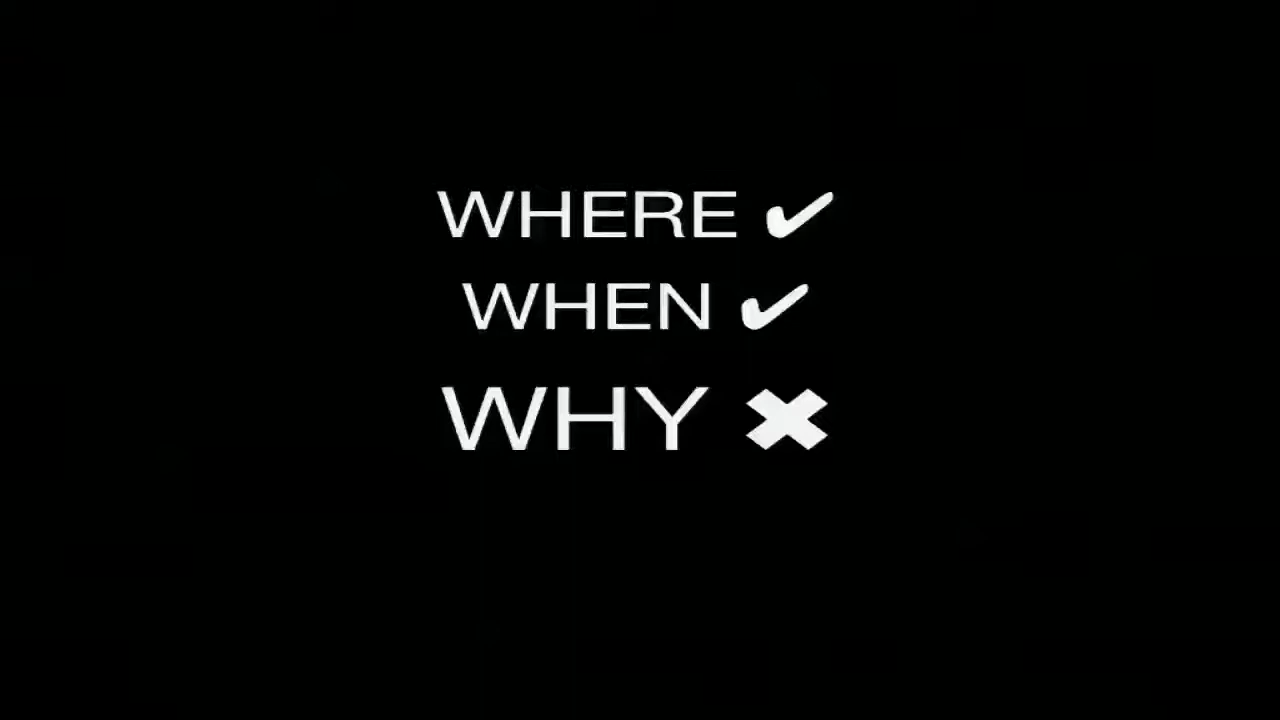 WHERE ✔
WHEN ✔
WHY ✖